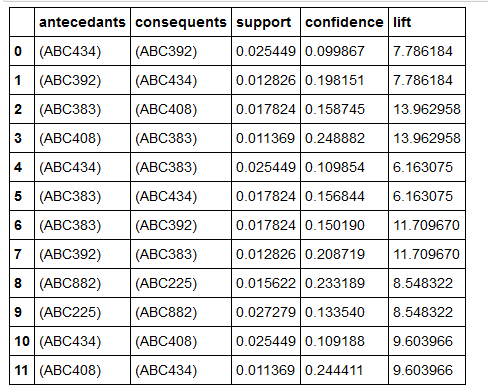 antecedants consequents support confidence lift
0 (ABC434) (ABC392) 0.025449 0.099867 7.786184
1 (ABC392) (ABC434) 0.012826 0.198151 7.786184
2 (ABC383) (ABC408) 0.017824 0.158745 13.962958
3 (ABC408) (ABC383) 0.011369 0.248882 13.962958
4 (ABC434) (ABC383) 0.025449 0.109854 6.163075
5 (ABC383) (ABC434) 0.017824 0.156844 6.163075
6 (ABC383) (ABC392) 0.017824 0.150190 11.709670
7 (ABC392) (ABC383) 0.012826 0.208719 11.709670
8 (ABC882) (ABC225) 0.015622 0.233189 8.548322
9 (ABC225) (ABC882) 0.027279 0.133540 8.548322
10 (ABC434) (ABC408) 0.025449 0.109188 9.603966
11 (ABC408) (ABC434) 0.011369 0.244411 9.603966